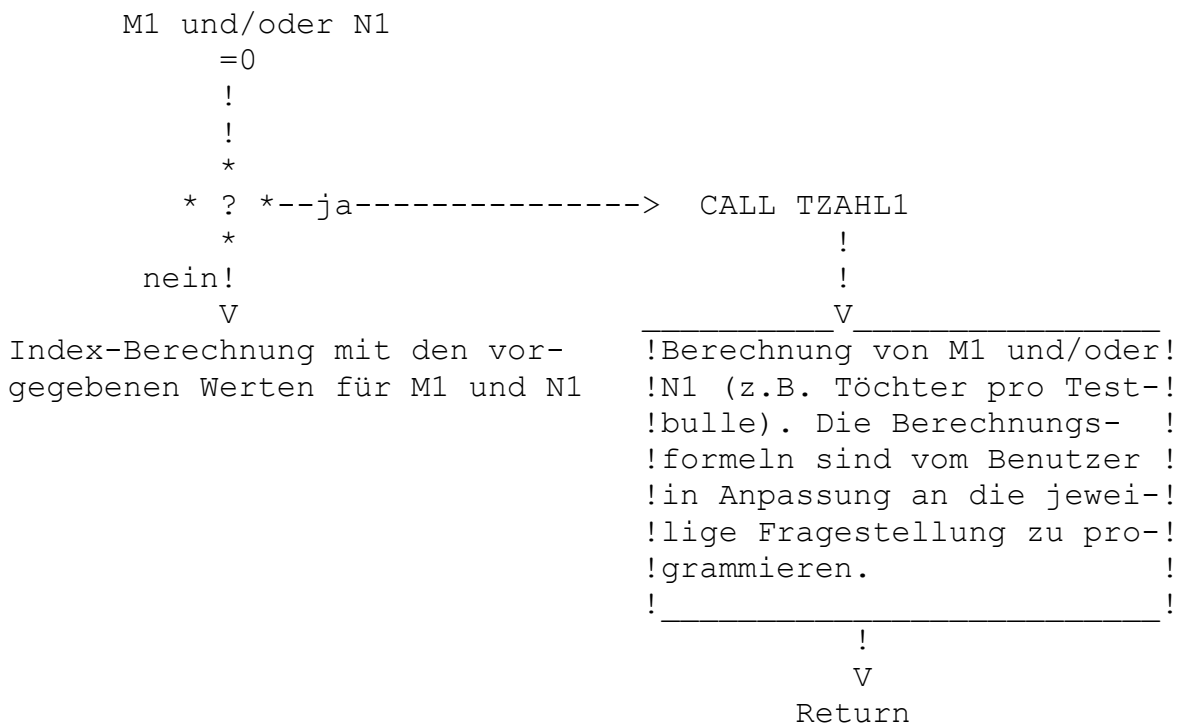 M1 und/oder N1
=0
!
!
*
* ? *--ja---------------> CALL TZAHL1
* !
nein! !
V __________V________________
Index-Berechnung mit den vor- !Berechnung von M1 und/oder!
gegebenen Werten für M1 und N1 !N1 (z.B. Töchter pro Test-!
!bulle). Die Berechnungs- !
!formeln sind vom Benutzer !
!in Anpassung an die jewei-!
!lige Fragestellung zu pro-!
!grammieren. !
!__________________________!
!
V
Return